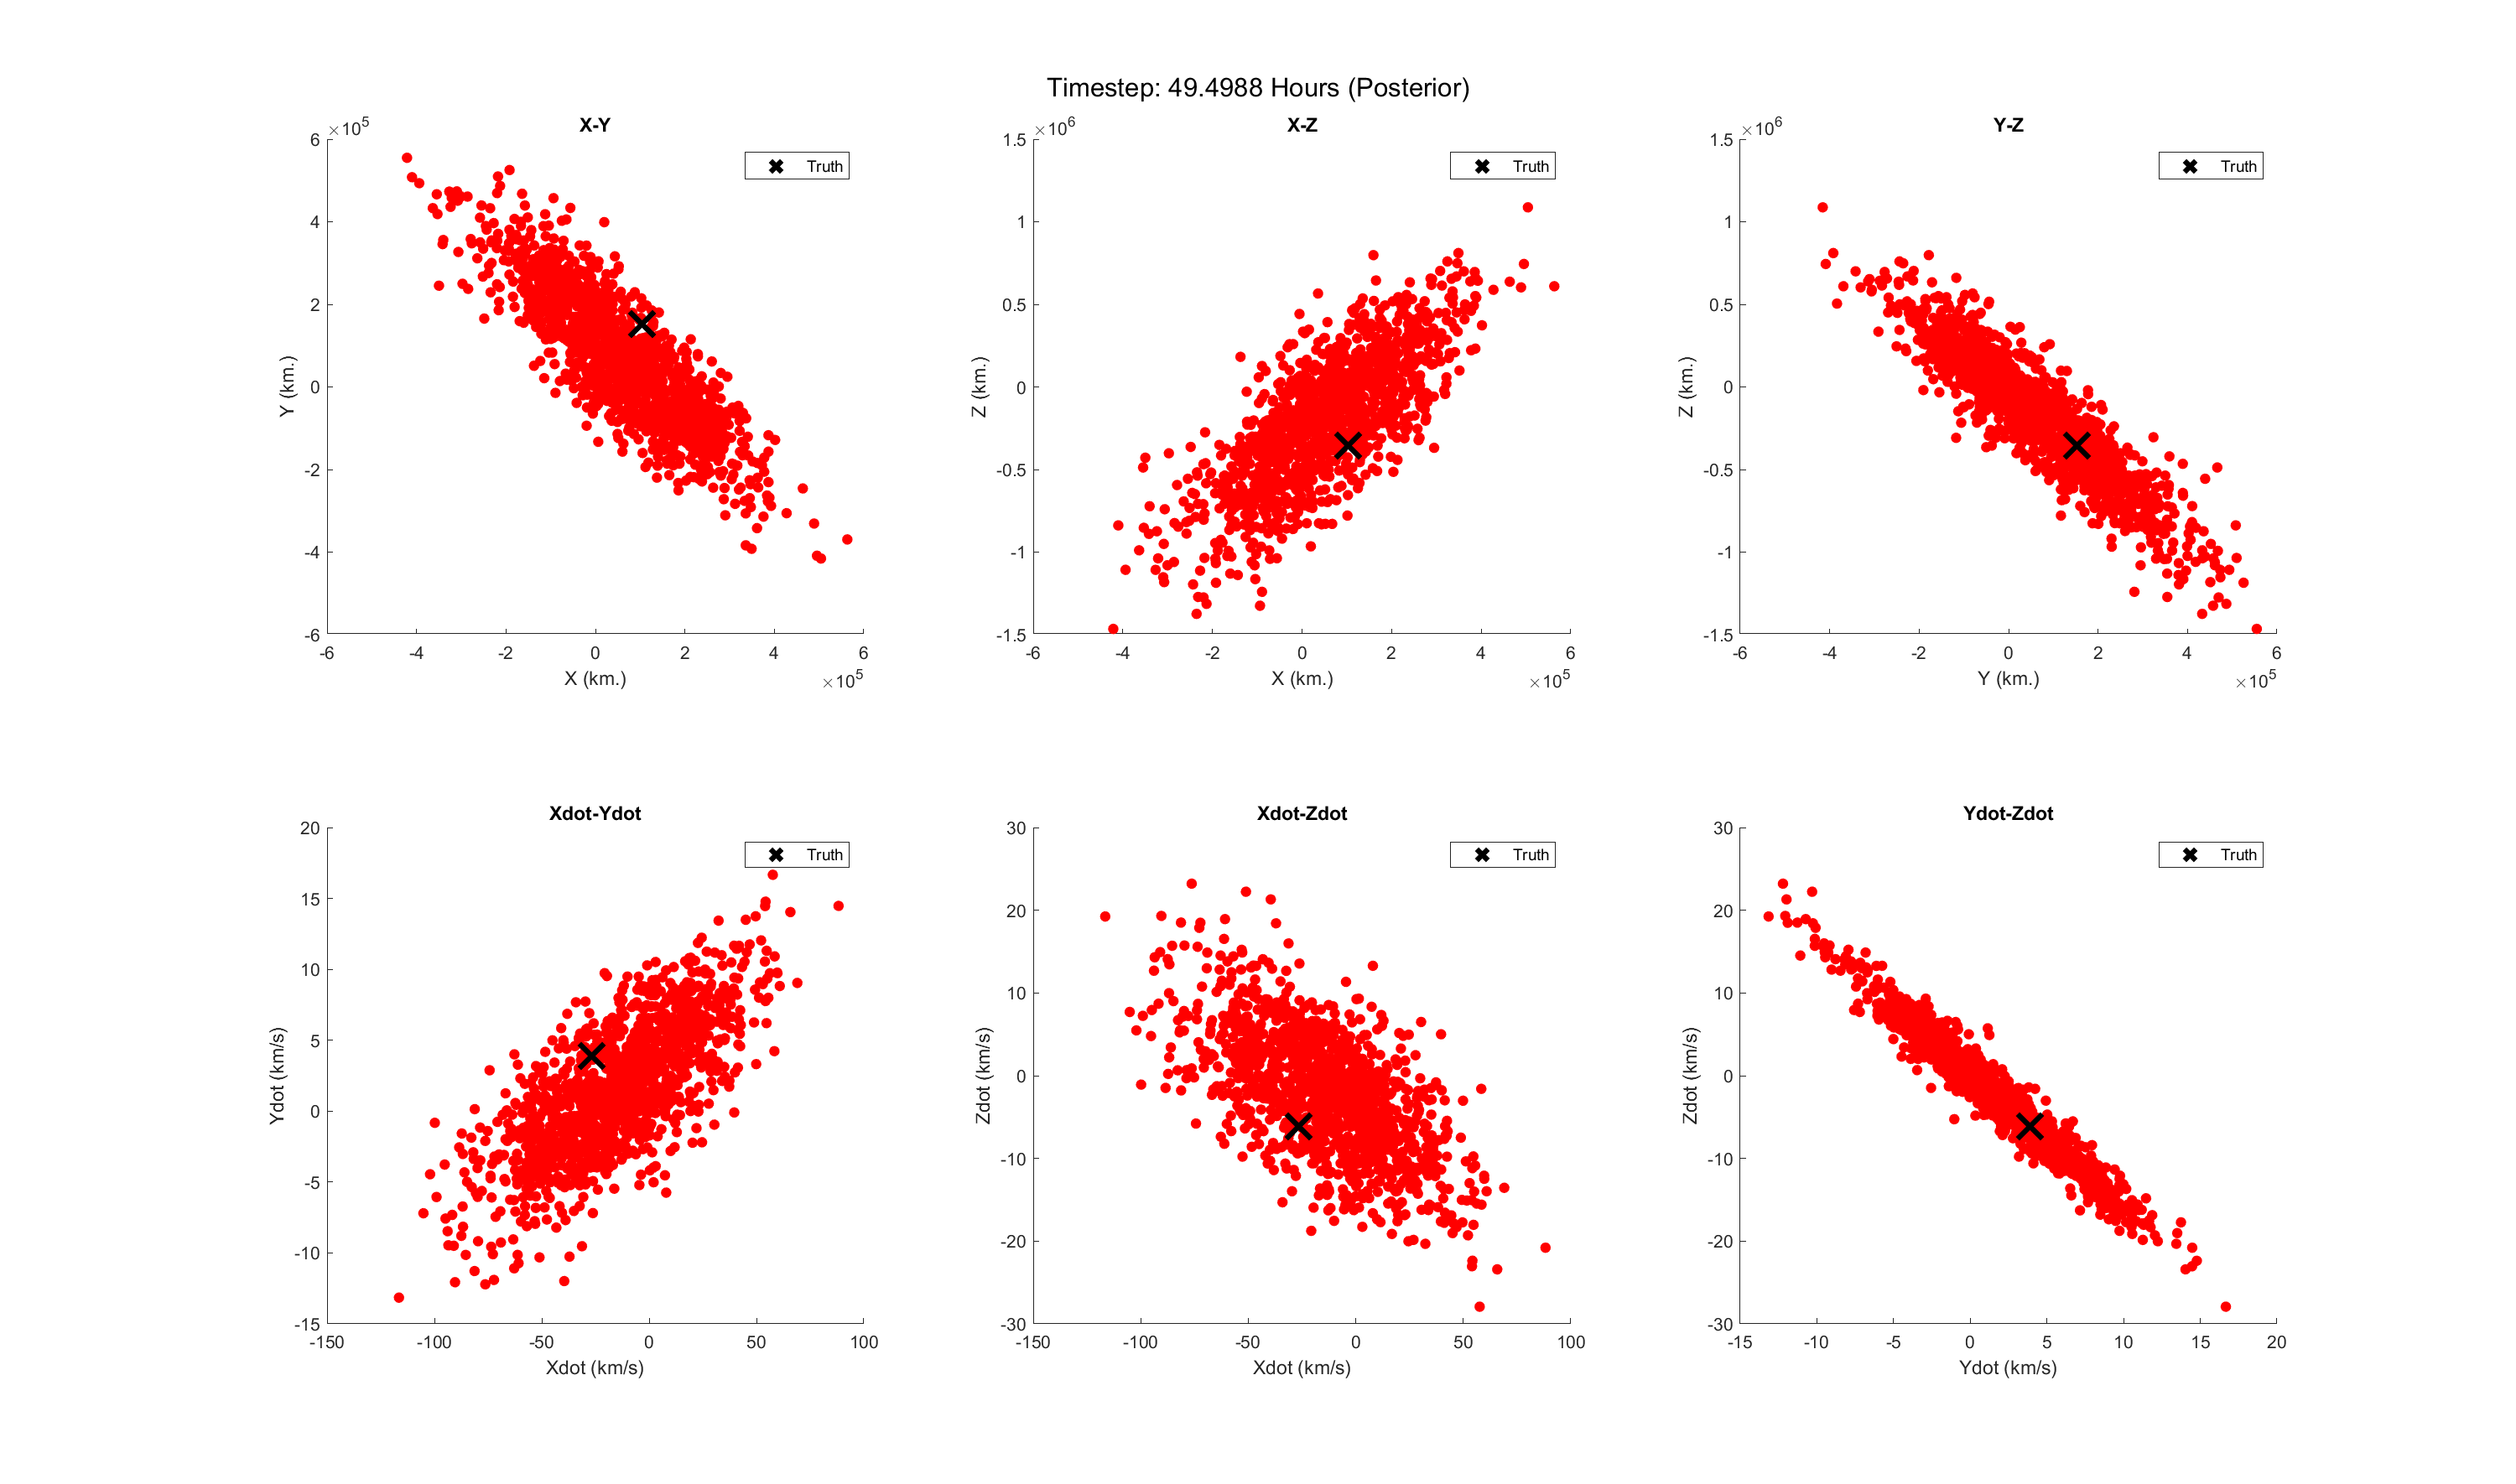 Timestep: 49.4988 Hours (Posterior)
X-Y
×10^5
Truth
Y (km.)
6
4
2
0
-2
-4
-6
-6 -4 -2 0 2 4 6
X (km.)
×10^5
X-Z
×10^6
Truth
Z (km.)
1.5
1
0.5
0
-0.5
-1
-1.5
-6 -4 -2 0 2 4 6
X (km.)
×10^5
Y-Z
×10^6
Truth
Z (km.)
1.5
1
0.5
0
-0.5
-1
-1.5
-6 -4 -2 0 2 4 6
Y (km.)
×10^5
Xdot-Ydot
Truth
Ydot (km/s)
20
15
10
5
0
-5
-10
-15
-150 -100 -50 0 50 100
Xdot (km/s)
Xdot-Zdot
Truth
Zdot (km/s)
30
20
10
0
-10
-20
-30
-150 -100 -50 0 50 100
Xdot (km/s)
Ydot-Zdot
Truth
Zdot (km/s)
30
20
10
0
-10
-20
-30
-15 -10 -5 0 5 10 15 20
Ydot (km/s)